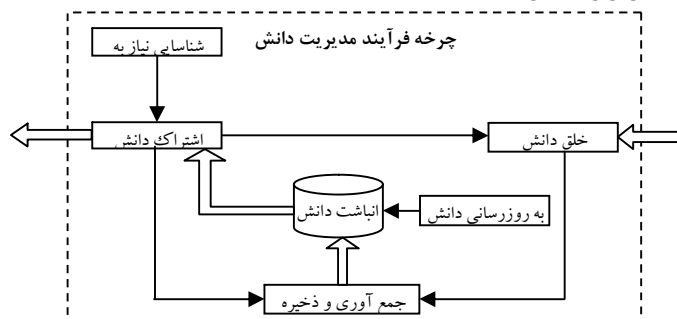 چرخه فرآیند مدیریت دانش
شناسایی نیاز به
اشتراک دانش
خلق دانش
انباشت دانش
به روزرسانی دانش
جمع آوری و ذخیره